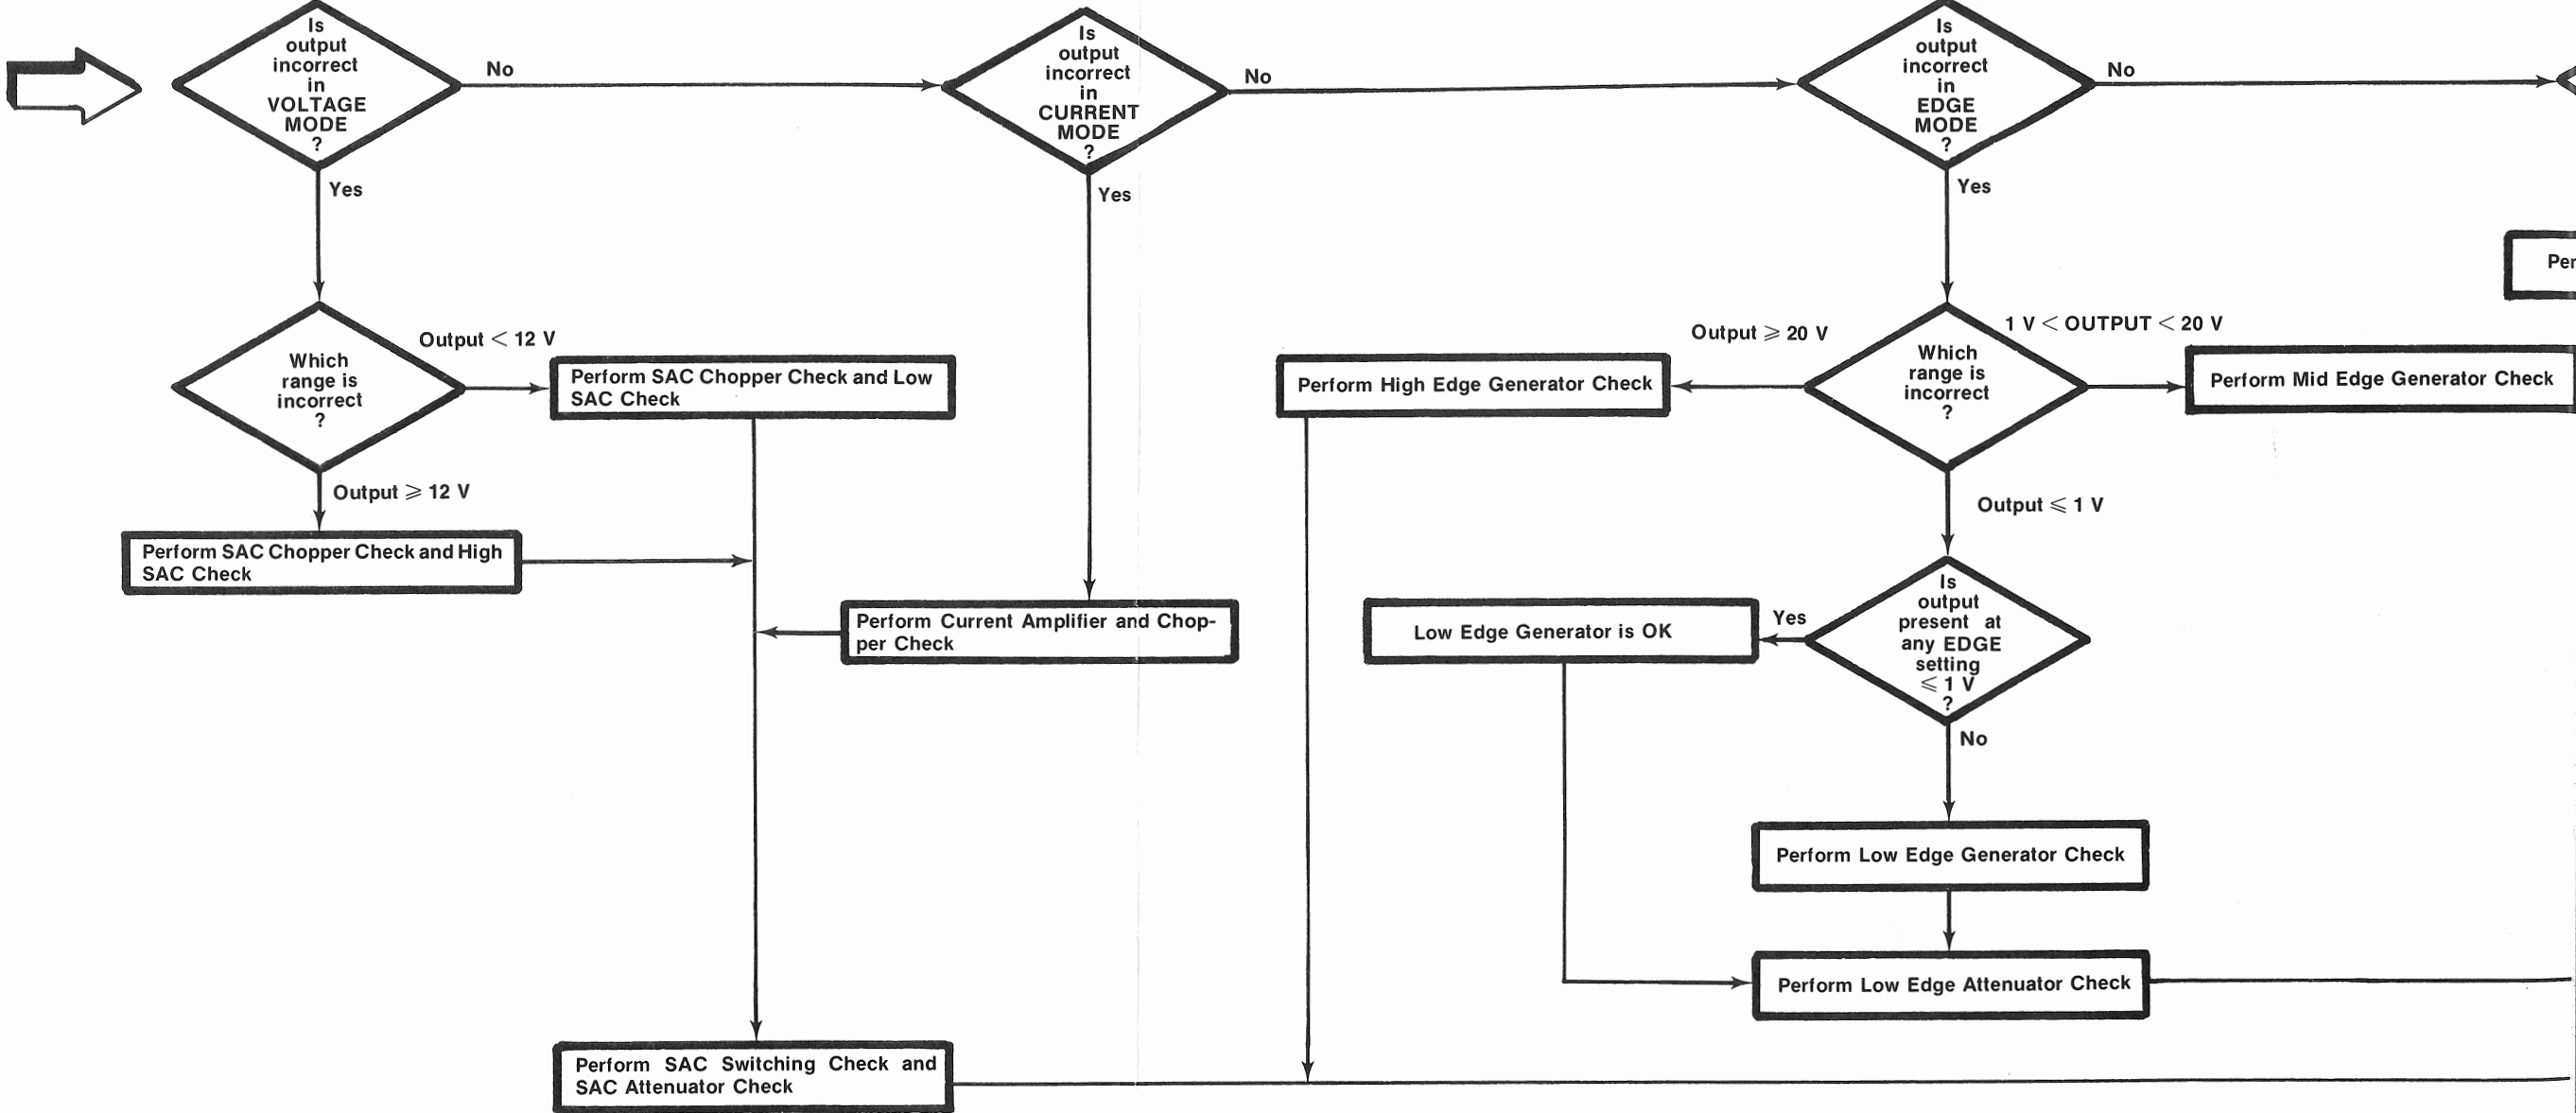 Is
output
incorrect
in
VOLTAGE
MODE
?
No
Yes
Is
output
incorrect
in
CURRENT
MODE
?
No
Yes
Is
output
incorrect
in
EDGE
MODE
?
No
Yes
Per
Which
range is
incorrect
?
Output < 12 V
Perform SAC Chopper Check and Low
SAC Check
Output ⩾ 12 V
Perform SAC Chopper Check and High
SAC Check
Perform Current Amplifier and Chop-
per Check
Perform SAC Switching Check and
SAC Attenuator Check
Output ⩾ 20 V
Perform High Edge Generator Check
Which
range is
incorrect
?
1 V < OUTPUT < 20 V
Perform Mid Edge Generator Check
Output ⩽ 1 V
Is
output
present at
any EDGE
setting
⩽ 1 V
?
Yes
Low Edge Generator is OK
No
Perform Low Edge Generator Check
Perform Low Edge Attenuator Check